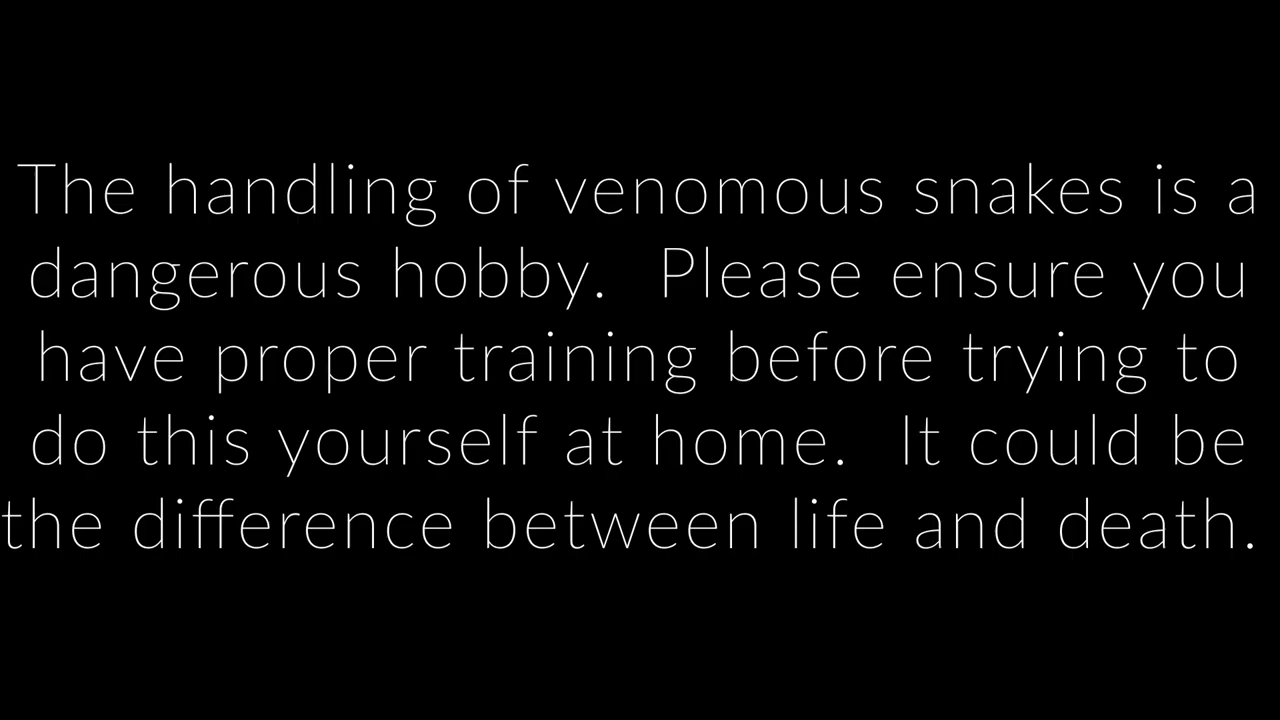 The handling of venomous snakes is a
dangerous hobby.  Please ensure you
have proper training before trying to
do this yourself at home.  It could be
the difference between life and death.